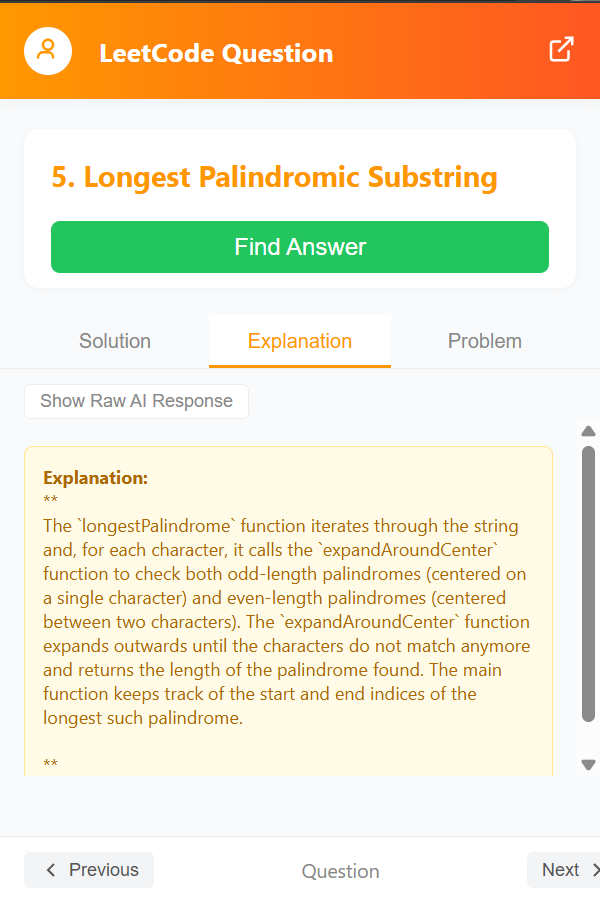 LeetCode Question
5. Longest Palindromic Substring
Find Answer
Solution
Explanation
Problem
Show Raw AI Response
Explanation:
**
The `longestPalindrome` function iterates through the string
and, for each character, it calls the `expandAroundCenter`
function to check both odd-length palindromes (centered on
a single character) and even-length palindromes (centered
between two characters). The `expandAroundCenter` function
expands outwards until the characters do not match anymore
and returns the length of the palindrome found. The main
function keeps track of the start and end indices of the
longest such palindrome.
**
Previous
Question
Next